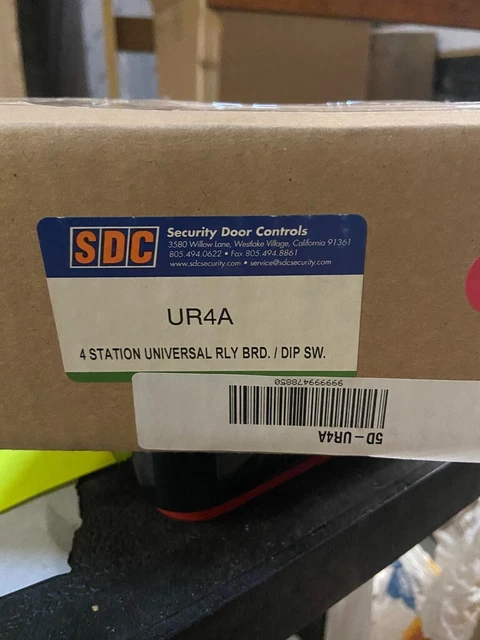 SDC
Security Door Controls
3580 Willow Lane, Westlake Village, California 91361
805.494.0622 • Fax 805.494.8861
www.sdcsecurity.com • service@sdcsecurity.com
UR4A
4 STATION UNIVERSAL RLY BRD. / DIP SW.
5D-UR4A
999999478850